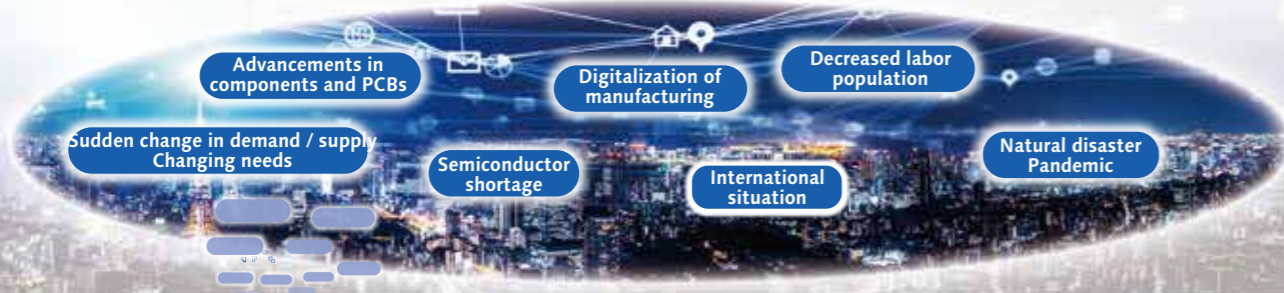 Advancements in
components and PCBs
Digitalization of
manufacturing
Decreased labor
population
Sudden change in demand / supply
Changing needs
Semiconductor
shortage
International
situation
Natural disaster
Pandemic